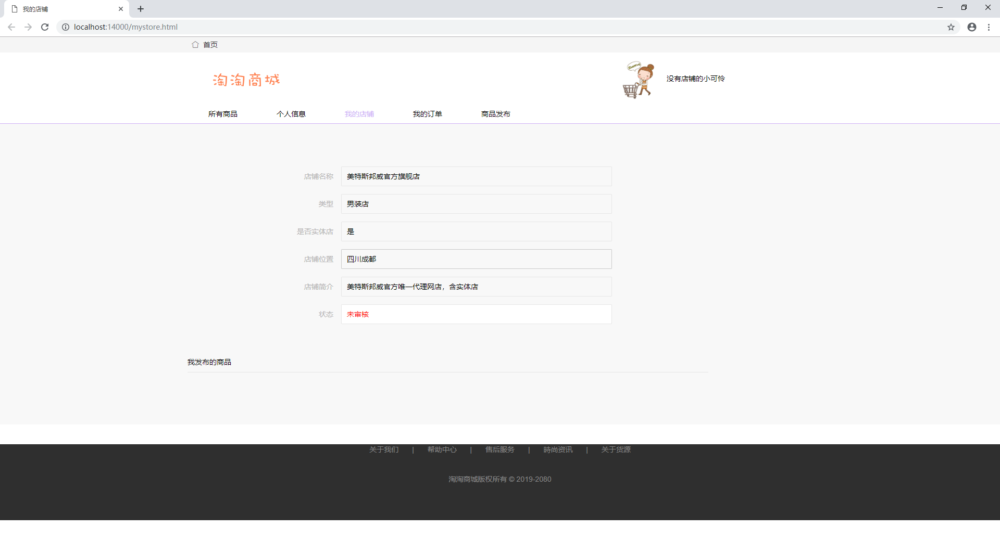 我的店铺
localhost:14000/mystore.html
首页
淘淘商城
没有店铺的小可怜
所有商品 个人信息 我的店铺 我的订单 商品发布
店铺名称 美特斯邦威官方旗舰店
类型 男装店
是否实体店 是
店铺位置 四川成都
店铺简介 美特斯邦威官方唯一代理网店，含实体店
状态 未审核
我发布的商品
关于我们 | 帮助中心 | 售后服务 | 時尚资讯 | 关于货源
淘淘商城版权所有 © 2019-2080